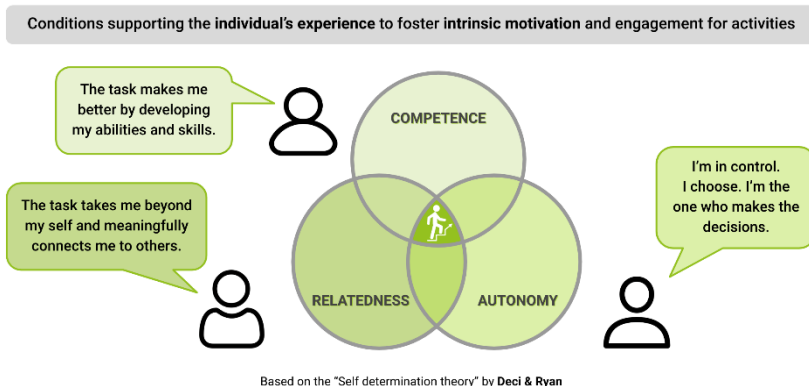 Conditions supporting the individual's experience to foster intrinsic motivation and engagement for activities
The task makes me
better by developing
my abilities and skills.
COMPETENCE
I'm in control.
I choose. I'm the
one who makes the
decisions.
The task takes me beyond
my self and meaningfully
connects me to others.
RELATEDNESS
AUTONOMY
Based on the "Self determination theory" by Deci & Ryan